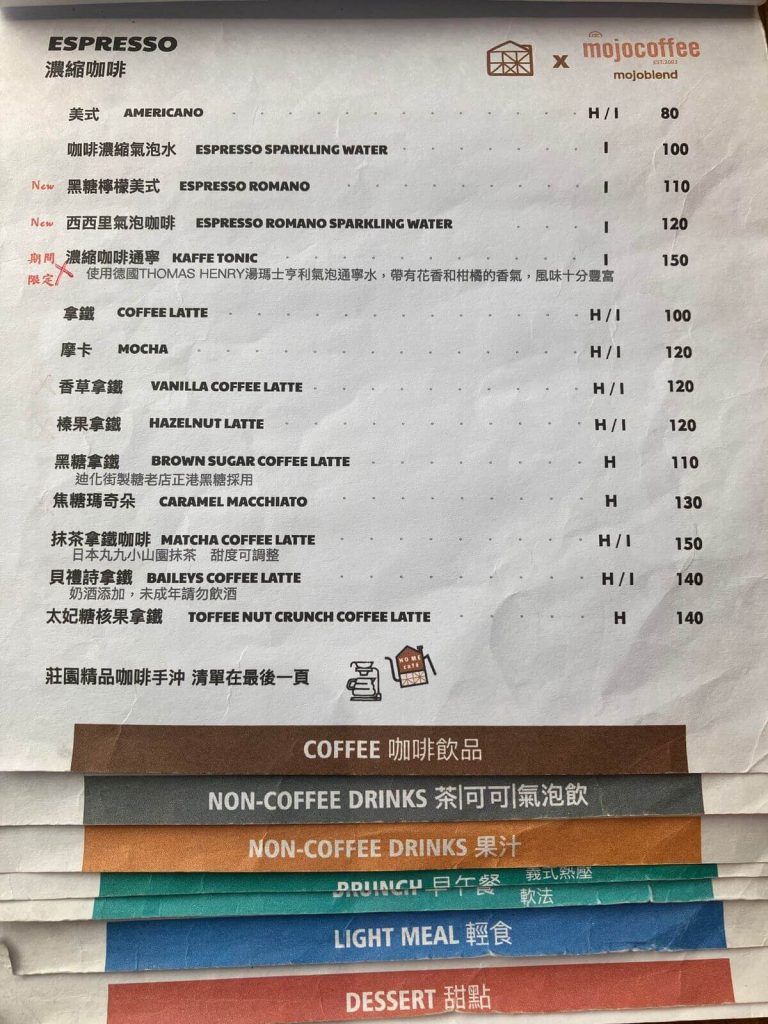 ESPRESSO
濃縮咖啡
mojocoffee
EST.2003
x
mojoblend
美式 AMERICANO H / I 80
咖啡濃縮氣泡水 ESPRESSO SPARKLING WATER I 100
New 黑糖檸檬美式 ESPRESSO ROMANO I 110
New 西西里氣泡咖啡 ESPRESSO ROMANO SPARKLING WATER I 120
期間限定 濃縮咖啡通寧 KAFFE TONIC I 150
使用德國THOMAS HENRY湯瑪士亨利氣泡通寧水，帶有花香和柑橘的香氣，風味十分豐富
拿鐵 COFFEE LATTE H / I 100
摩卡 MOCHA H / I 120
香草拿鐵 VANILLA COFFEE LATTE H / I 120
榛果拿鐵 HAZELNUT LATTE H / I 120
黑糖拿鐵 BROWN SUGAR COFFEE LATTE H 110
迪化街製糖老店正港黑糖採用
焦糖瑪奇朵 CARAMEL MACCHIATO H 130
抹茶拿鐵咖啡 MATCHA COFFEE LATTE H / I 150
日本丸九小山園抹茶 甜度可調整
貝禮詩拿鐵 BAILEYS COFFEE LATTE H / I 140
奶酒添加，未成年請勿飲酒
太妃糖核果拿鐵 TOFFEE NUT CRUNCH COFFEE LATTE H 140
莊園精品咖啡手沖 清單在最後一頁
HOME
café
COFFEE 咖啡飲品
NON-COFFEE DRINKS 茶|可可|氣泡飲
NON-COFFEE DRINKS 果汁
義式熱壓
BRUNCH 早午餐 軟法
LIGHT MEAL 輕食
DESSERT 甜點